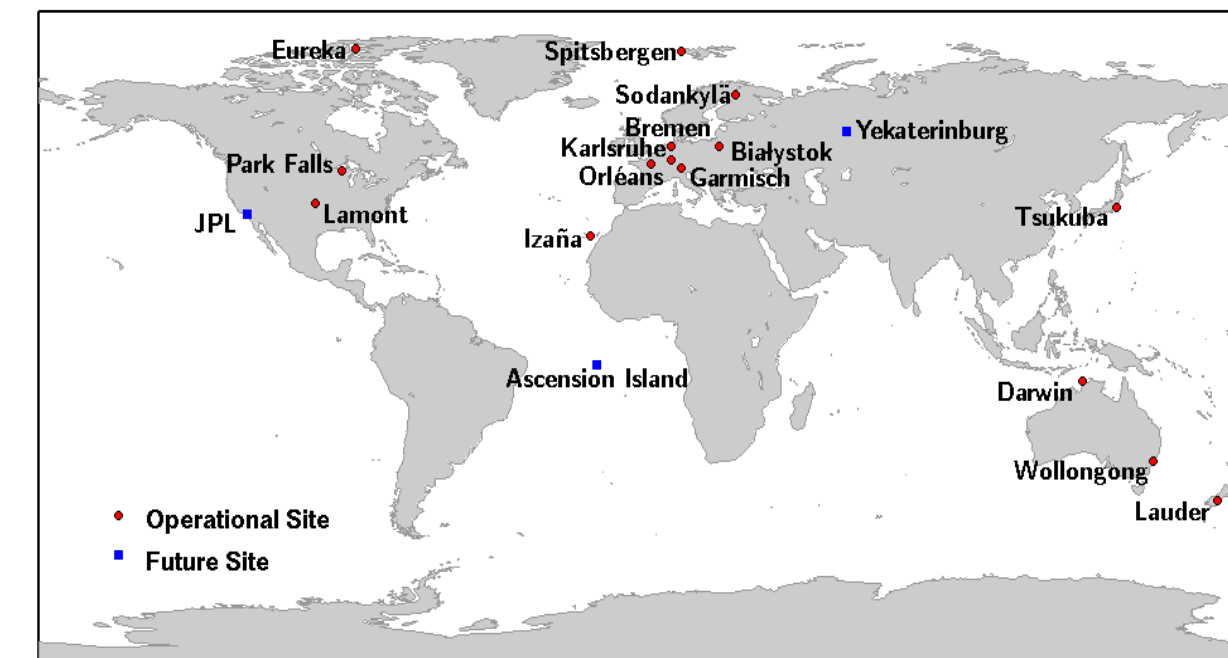 Eureka
Spitsbergen
Sodankylä
Bremen
Yekaterinburg
Karlsruhe
Białystok
Park Falls
Orléans
Garmisch
Lamont
JPL
Tsukuba
Izaña
Ascension Island
Darwin
Wollongong
Lauder
Operational Site
Future Site